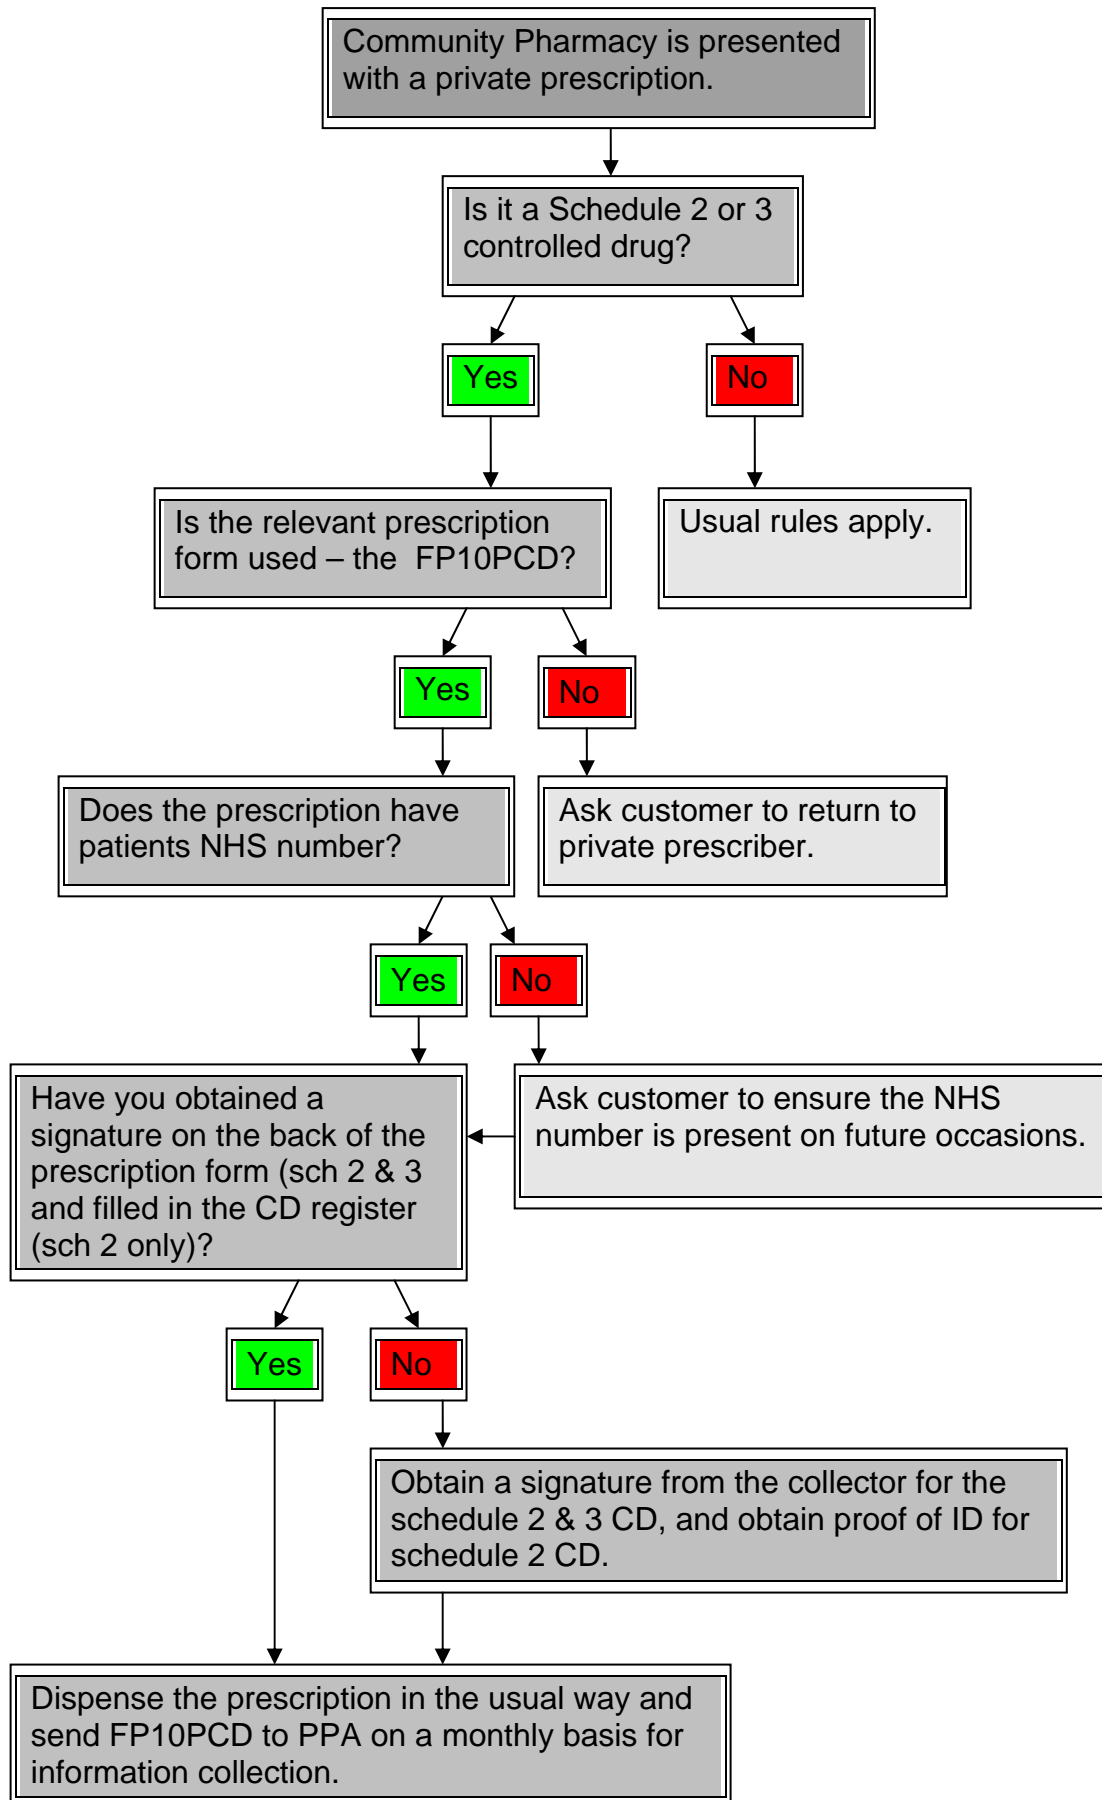 Community Pharmacy is presented
with a private prescription.
Is it a Schedule 2 or 3
controlled drug?
Yes
No
Is the relevant prescription
form used – the  FP10PCD?
Usual rules apply.
Yes
No
Does the prescription have
patients NHS number?
Ask customer to return to
private prescriber.
Yes
No
Have you obtained a
signature on the back of the
prescription form (sch 2 & 3
and filled in the CD register
(sch 2 only)?
Ask customer to ensure the NHS
number is present on future occasions.
Yes
No
Obtain a signature from the collector for the
schedule 2 & 3 CD, and obtain proof of ID for
schedule 2 CD.
Dispense the prescription in the usual way and
send FP10PCD to PPA on a monthly basis for
information collection.